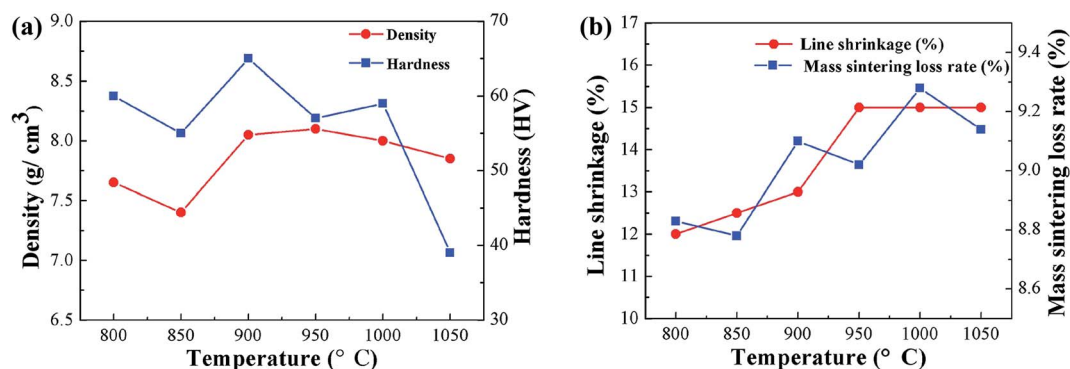 (a)
Density
Hardness
9.0
8.5
8.0
7.5
7.0
6.5
Density (g/ cm3)
70
60
50
40
30
Hardness (HV)
800 850 900 950 1000 1050
Temperature (° C)
(b)
Line shrinkage (%)
Mass sintering loss rate (%)
17
16
15
14
13
12
11
10
Line shrinkage (%)
9.4
9.2
9.0
8.8
8.6
Mass sintering loss rate (%)
800 850 900 950 1000 1050
Temperature (° C)